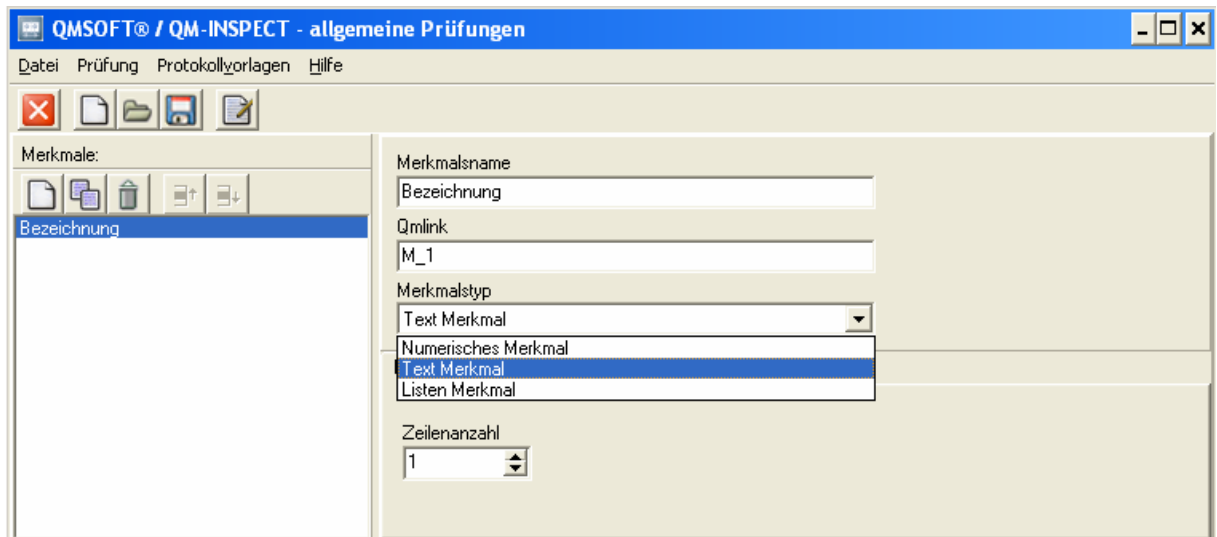 QMSOFT® / QM-INSPECT - allgemeine Prüfungen
Datei Prüfung Protokollvorlagen Hilfe
Merkmale:
Bezeichnung
Merkmalsname
Bezeichnung
Qmlink
M_1
Merkmalstyp
Text Merkmal
Numerisches Merkmal
Text Merkmal
Listen Merkmal
Zeilenanzahl
1